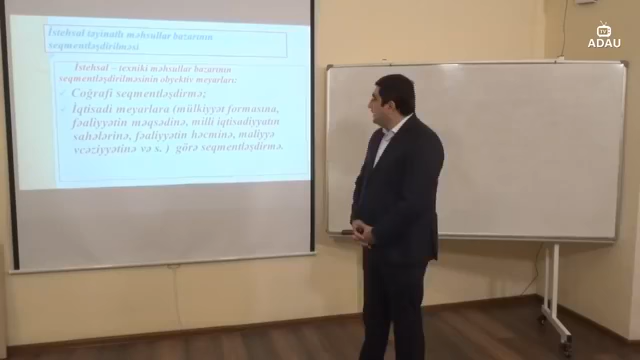 İstehsal təyinatlı məhsullar bazarının
seqmentləşdirilməsi
İstehsal – texniki məhsullar bazarının
seqmentləşdirilməsinin obyektiv meyarları:
✓ Coğrafi seqmentləşdirmə;
✓ İqtisadi meyarlara (mülkiyyət formasına,
fəaliyyətin məqsədinə, milli iqtisadiyyatın
sahələrinə, fəaliyyətin həcminə, maliyyə
vəziyyətinə və s. ) görə seqmentləşdirmə.
TV
ADAU